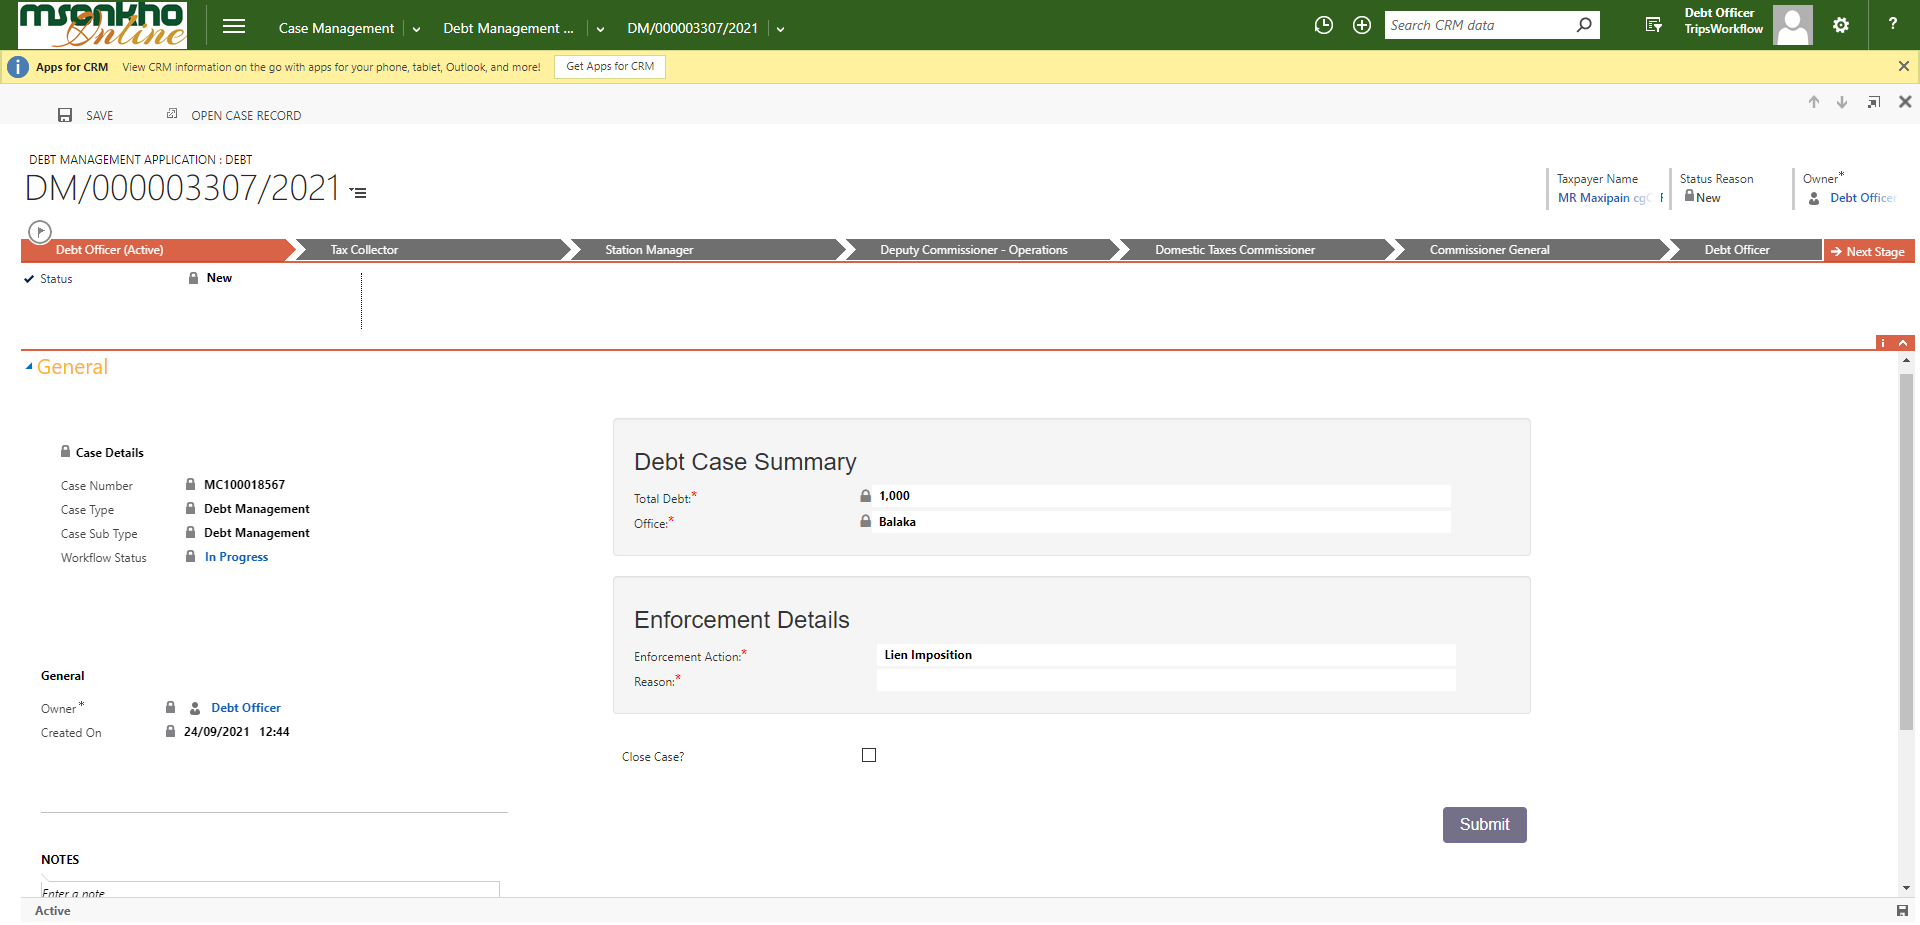 msonkho
Online
Case Management
Debt Management ...
DM/000003307/2021
Search CRM data
Debt Officer
TripsWorkflow
?
Apps for CRM
View CRM information on the go with apps for your phone, tablet, Outlook, and more!
Get Apps for CRM
SAVE
OPEN CASE RECORD
DEBT MANAGEMENT APPLICATION : DEBT
DM/000003307/2021
Taxpayer Name
MR Maxipain
Status Reason
New
Owner*
Debt Officer
Debt Officer (Active)
Tax Collector
Station Manager
Deputy Commissioner - Operations
Domestic Taxes Commissioner
Commissioner General
Debt Officer
Next Stage
Status
New
General
Case Details
Case Number
MC100018567
Case Type
Debt Management
Case Sub Type
Debt Management
Workflow Status
In Progress
General
Owner*
Debt Officer
Created On
24/09/2021 12:44
NOTES
Enter a note
Debt Case Summary
Total Debt:*
1,000
Office:*
Balaka
Enforcement Details
Enforcement Action:*
Lien Imposition
Reason:*
Close Case?
Submit
Active